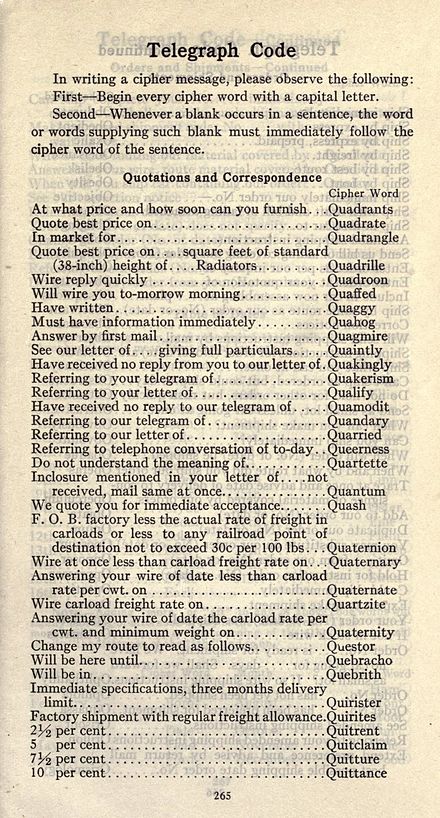 Telegraph Code
In writing a cipher message, please observe the following:
First—Begin every cipher word with a capital letter.
Second—Whenever a blank occurs in a sentence, the word
or words supplying such blank must immediately follow the
cipher word of the sentence.
Quotations and Correspondence
Cipher Word
At what price and how soon can you furnish...Quadrants
Quote best price on..........Quadrate
In market for..........Quadrangle
Quote best price on....square feet of standard
(38-inch) height of....Radiators..........Quadrille
Wire reply quickly..........Quadroon
Will wire you to-morrow morning..........Quaffed
Have written..........Quaggy
Must have information immediately..........Quahog
Answer by first mail..........Quagmire
See our letter of....giving full particulars.....Quaintly
Have received no reply from you to our letter of.Quakingly
Referring to your telegram of..........Quakerism
Referring to your letter of..........Qualify
Have received no reply to our telegram of.....Quamodit
Referring to our telegram of..........Quandary
Referring to our letter of..........Quarried
Referring to telephone conversation of to-day..Queerness
Do not understand the meaning of..........Quartette
Inclosure mentioned in your letter of....not
received, mail same at once..........Quantum
We quote you for immediate acceptance.......Quash
F. O. B. factory less the actual rate of freight in
carloads or less to any railroad point of
destination not to exceed 30c per 100 lbs...Quaternion
Wire at once less than carload freight rate on...Quaternary
Answering your wire of date less than carload
rate per cwt. on..........Quaternate
Wire carload freight rate on..........Quartzite
Answering your wire of date the carload rate per
cwt. and minimum weight on..........Quaternity
Change my route to read as follows..........Questor
Will be here until..........Quebracho
Will be in..........Quebrith
Immediate specifications, three months delivery
limit..........Quirister
Factory shipment with regular freight allowance.Quirites
2½ per cent..........Quitrent
5 per cent..........Quitclaim
7½ per cent..........Quitture
10 per cent..........Quittance
265